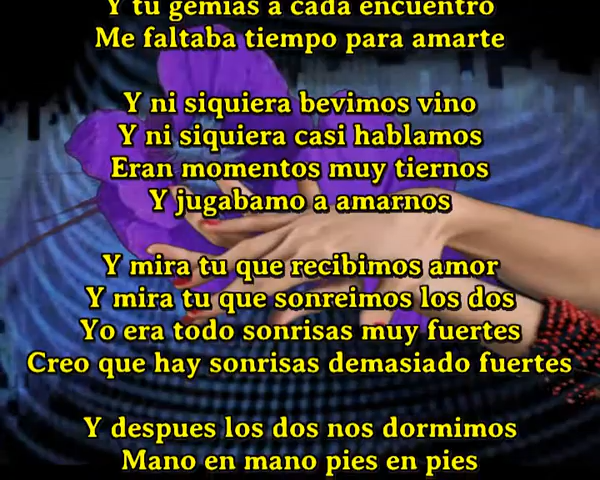 Y tu gemias a cada encuentro
Me faltaba tiempo para amarte
Y ni siquiera bevimos vino
Y ni siquiera casi hablamos
Eran momentos muy tiernos
Y jugabamo a amarnos
Y mira tu que recibimos amor
Y mira tu que sonreimos los dos
Yo era todo sonrisas muy fuertes
Creo que hay sonrisas demasiado fuertes
Y despues los dos nos dormimos
Mano en mano pies en pies